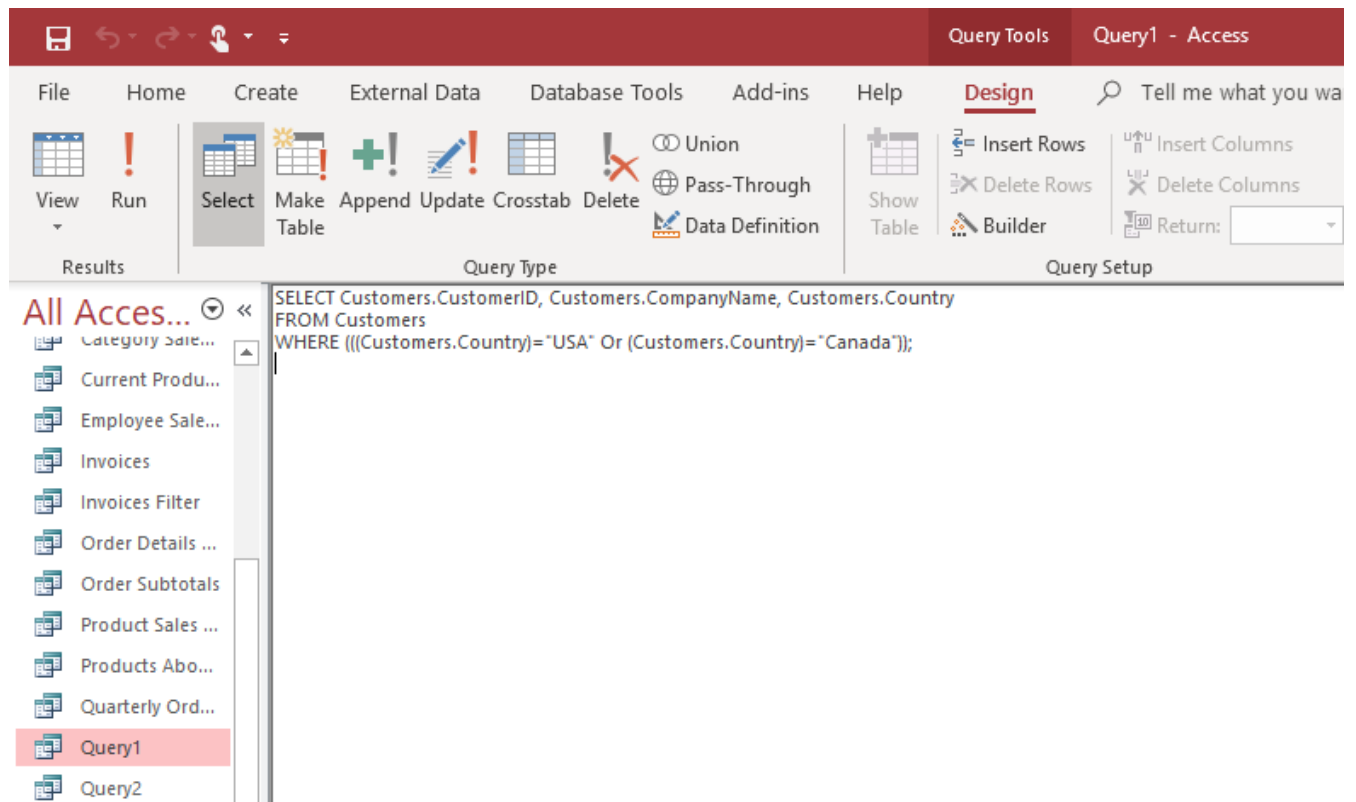 Query Tools Query1 - Access
File Home Create External Data Database Tools Add-ins Help Design Tell me what you wa
View Run Select Make Table Append Update Crosstab Delete
Union
Pass-Through
Data Definition
Show Table
Insert Rows
Delete Rows
Builder
Insert Columns
Delete Columns
Return:
Results Query Type Query Setup
All Acces...
Category Sale...
Current Produ...
Employee Sale...
Invoices
Invoices Filter
Order Details ...
Order Subtotals
Product Sales ...
Products Abo...
Quarterly Ord...
Query1
Query2
SELECT Customers.CustomerID, Customers.CompanyName, Customers.Country
FROM Customers
WHERE (((Customers.Country)="USA" Or (Customers.Country)="Canada"));